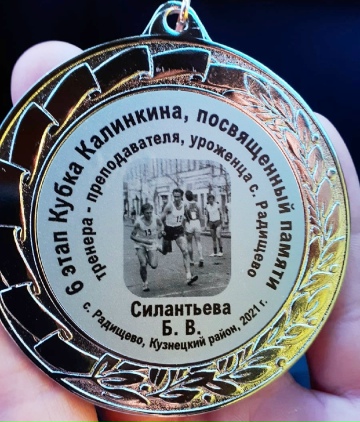 6 этап Кубка Калинкина, посвященный памяти
тренера - преподавателя, уроженца с. Радищево
Силантьева
Б. В.
с. Радищево, Кузнецкий район, 2021 г.